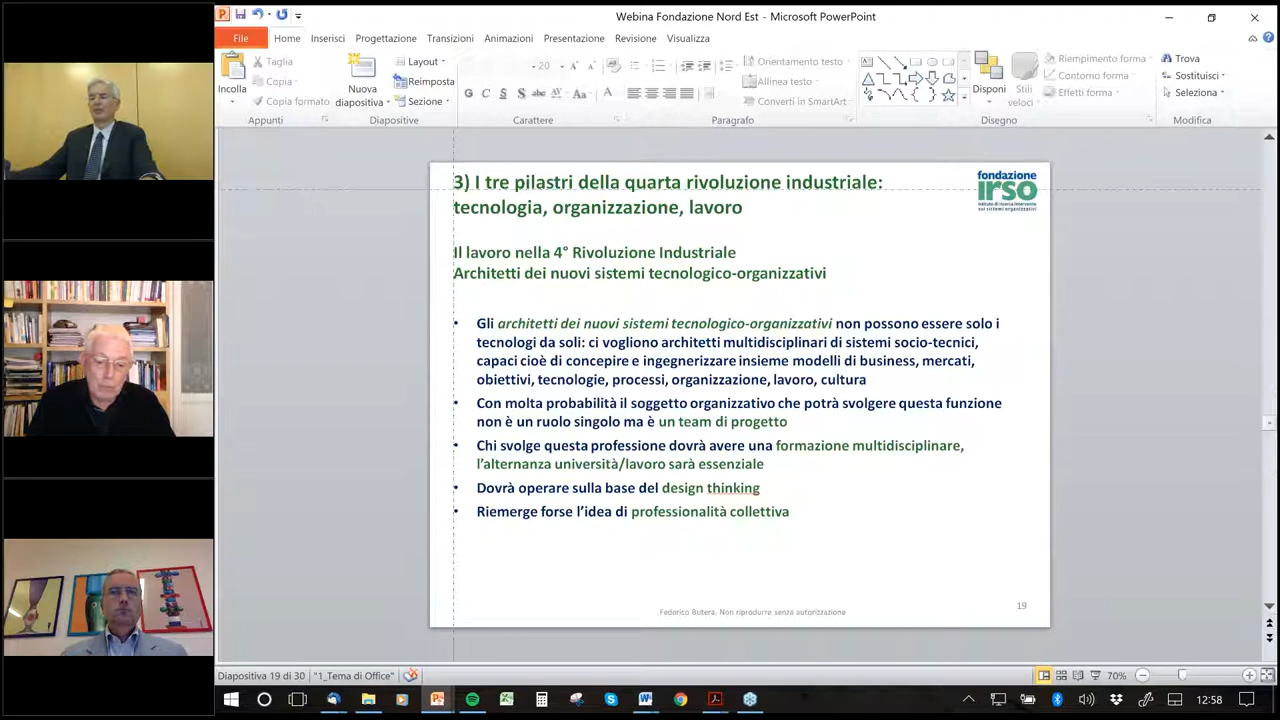 Webina Fondazione Nord Est - Microsoft PowerPoint
File Home Inserisci Progettazione Transizioni Animazioni Presentazione Revisione Visualizza
Incolla
Taglia
Copia
Copia formato
Appunti
Nuova
diapositiva
Layout
Reimposta
Sezione
Diapositive
20
Carattere
Orientamento testo
Allinea testo
Converti in SmartArt
Paragrafo
Disponi
Stili
veloci
Riempimento forma
Contorno forma
Effetti forma
Disegno
Trova
Sostituisci
Seleziona
Modifica
3) I tre pilastri della quarta rivoluzione industriale:
tecnologia, organizzazione, lavoro
fondazione
irso
istituto di ricerca intervento
sui sistemi organizzativi
Il lavoro nella 4° Rivoluzione Industriale
Architetti dei nuovi sistemi tecnologico-organizzativi
• Gli architetti dei nuovi sistemi tecnologico-organizzativi non possono essere solo i
tecnologi da soli: ci vogliono architetti multidisciplinari di sistemi socio-tecnici,
capaci cioè di concepire e ingegnerizzare insieme modelli di business, mercati,
obiettivi, tecnologie, processi, organizzazione, lavoro, cultura
• Con molta probabilità il soggetto organizzativo che potrà svolgere questa funzione
non è un ruolo singolo ma è un team di progetto
• Chi svolge questa professione dovrà avere una formazione multidisciplinare,
l'alternanza università/lavoro sarà essenziale
• Dovrà operare sulla base del design thinking
• Riemerge forse l'idea di professionalità collettiva
Federico Butera. Non riprodurre senza autorizzazione
19
Diapositiva 19 di 30 "1_Tema di Office" 70%
12:58